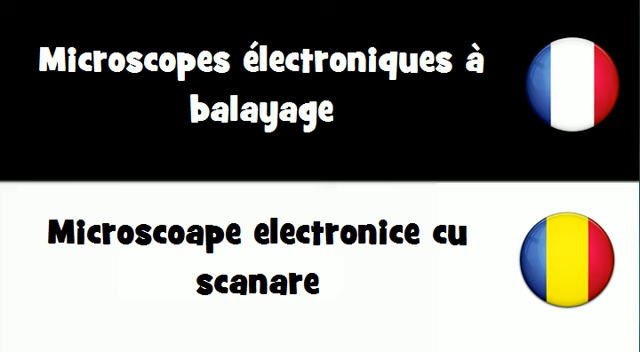 Microscopes électroniques à
balayage
Microscoape electronice cu
scanare